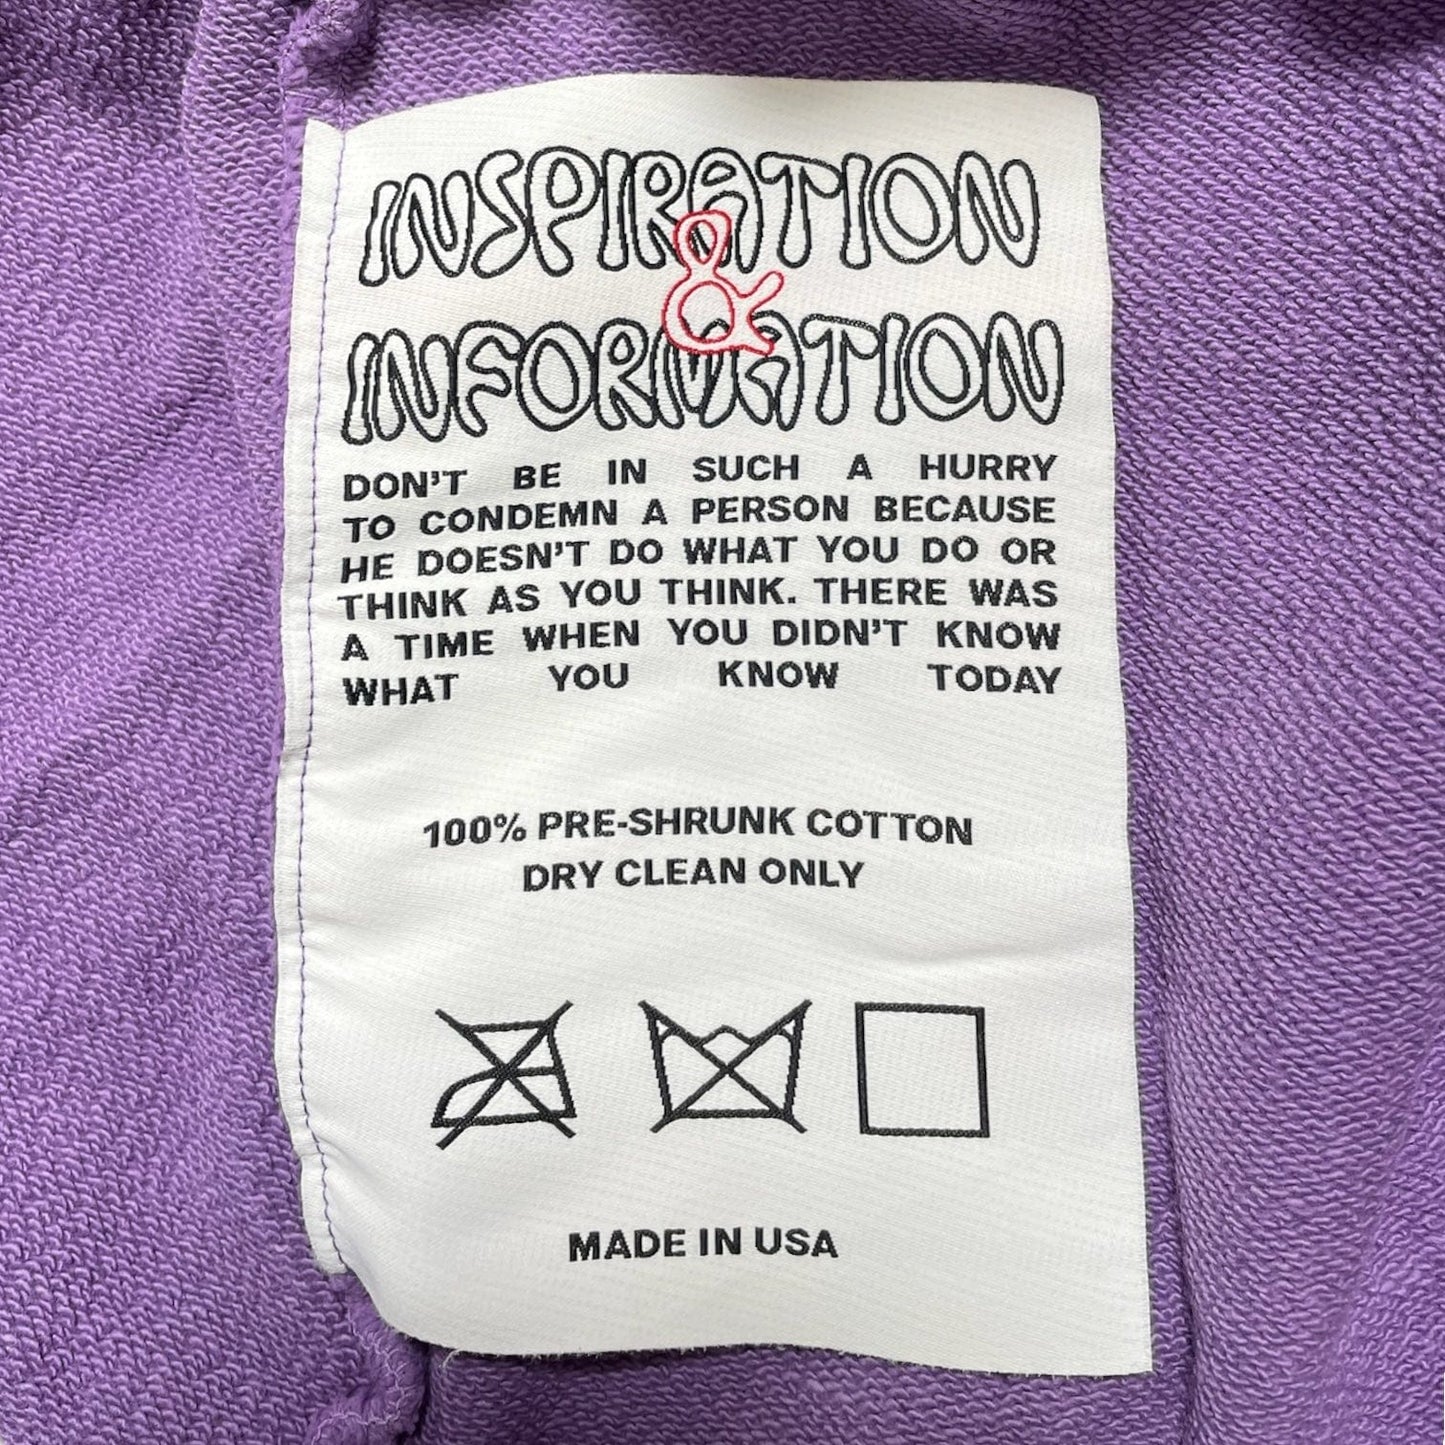 INSPIRATION
&
INFORMATION
DON'T BE IN SUCH A HURRY
TO CONDEMN A PERSON BECAUSE
HE DOESN'T DO WHAT YOU DO OR
THINK AS YOU THINK. THERE WAS
A TIME WHEN YOU DIDN'T KNOW
WHAT YOU KNOW TODAY
100% PRE-SHRUNK COTTON
DRY CLEAN ONLY
MADE IN USA